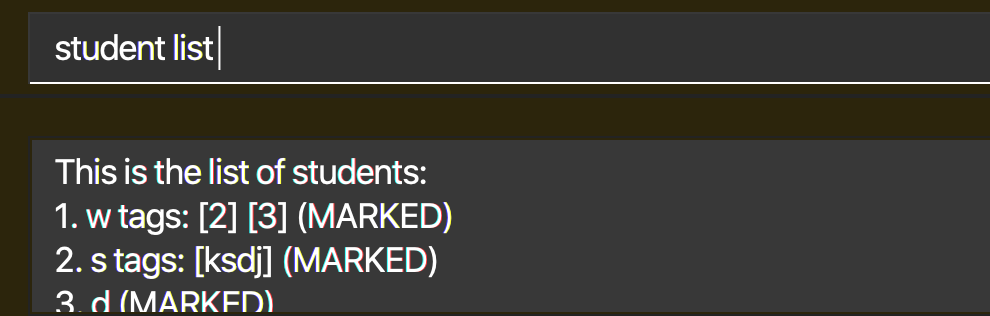 student list
This is the list of students:
1. w tags: [2] [3] (MARKED)
2. s tags: [ksdj] (MARKED)
3. d (MARKED)